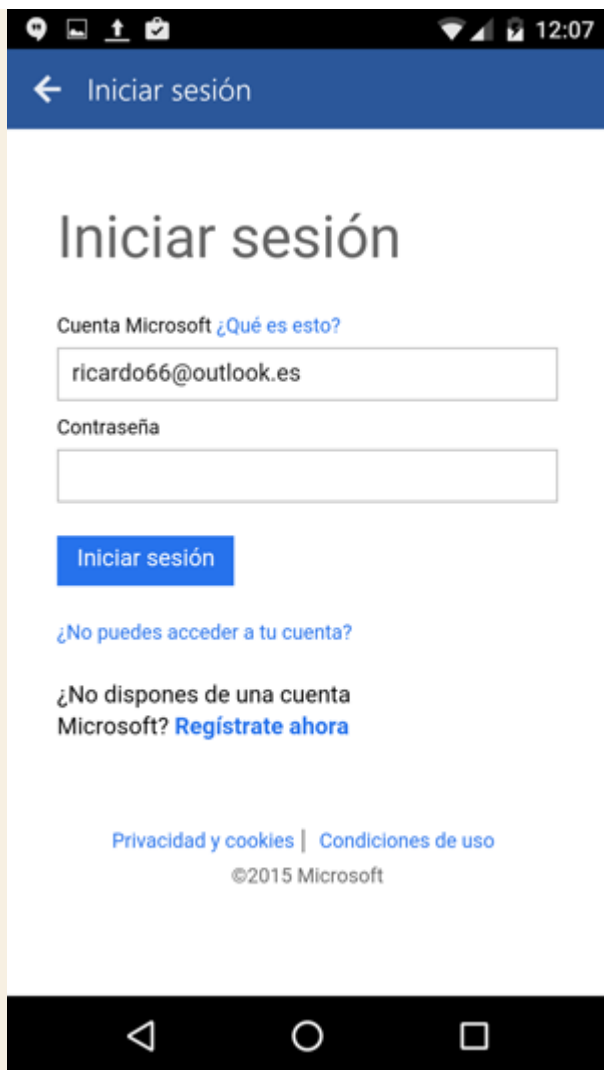 12:07
Iniciar sesión
Iniciar sesión
Cuenta Microsoft ¿Qué es esto?
ricardo66@outlook.es
Contraseña
Iniciar sesión
¿No puedes acceder a tu cuenta?
¿No dispones de una cuenta
Microsoft? Regístrate ahora
Privacidad y cookies | Condiciones de uso
©2015 Microsoft